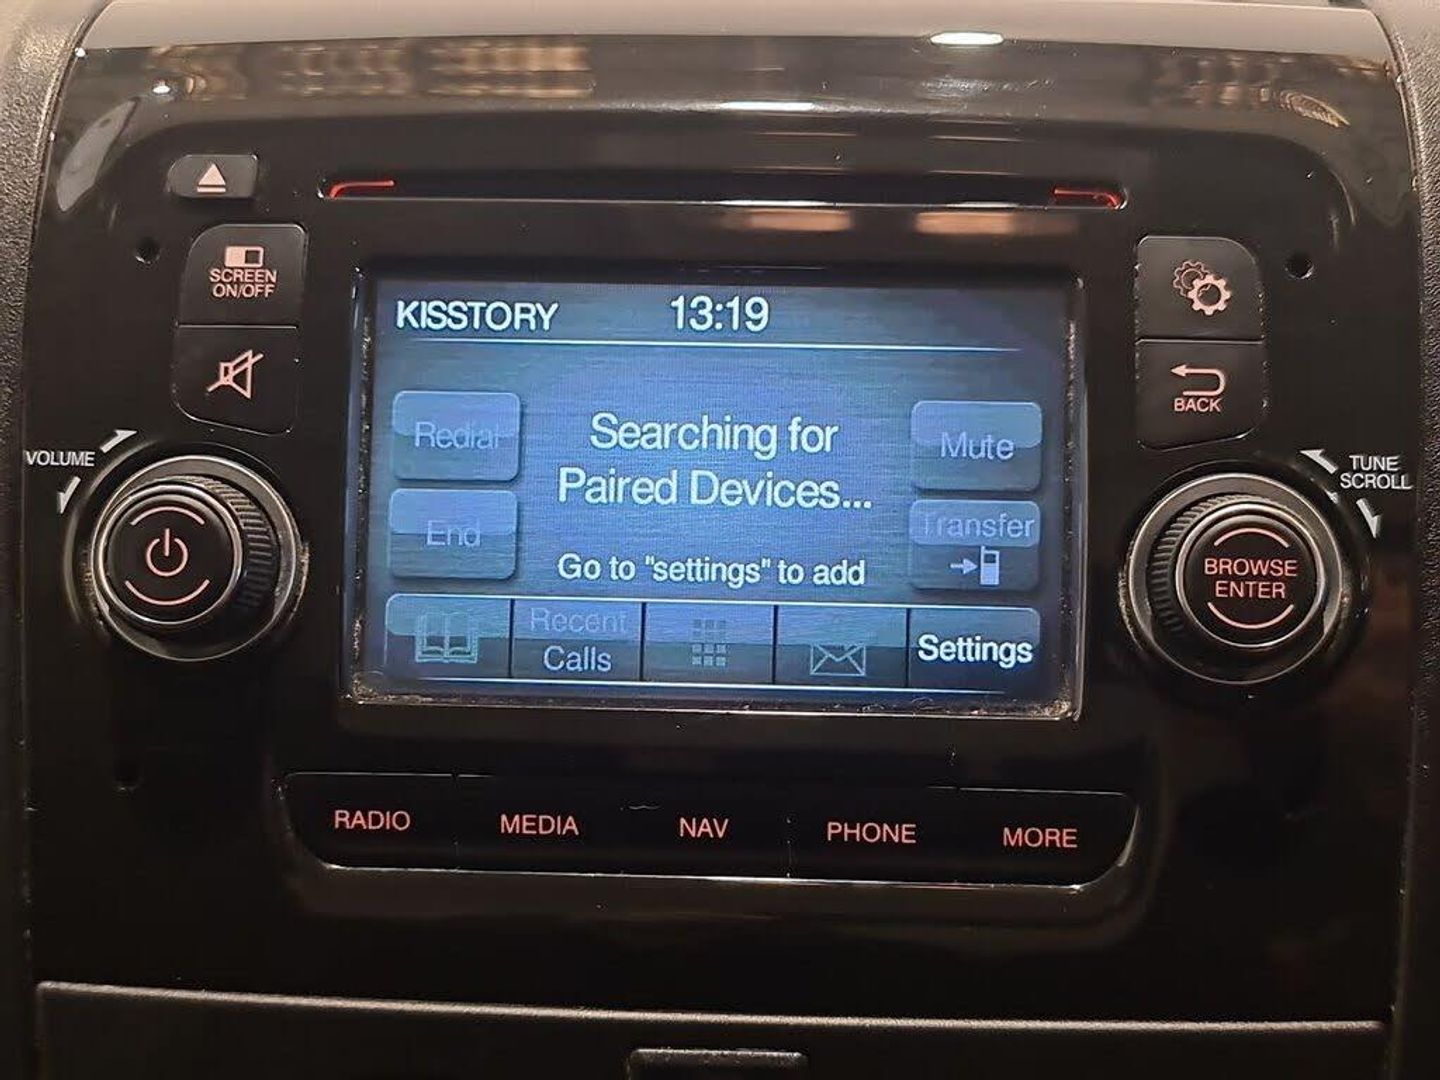 SCREEN
ON/OFF
VOLUME
KISSTORY 13:19
Redial
End
Searching for
Paired Devices...
Go to "settings" to add
Mute
Transfer
Recent
Calls
Settings
BACK
TUNE
SCROLL
BROWSE
ENTER
RADIO MEDIA NAV PHONE MORE